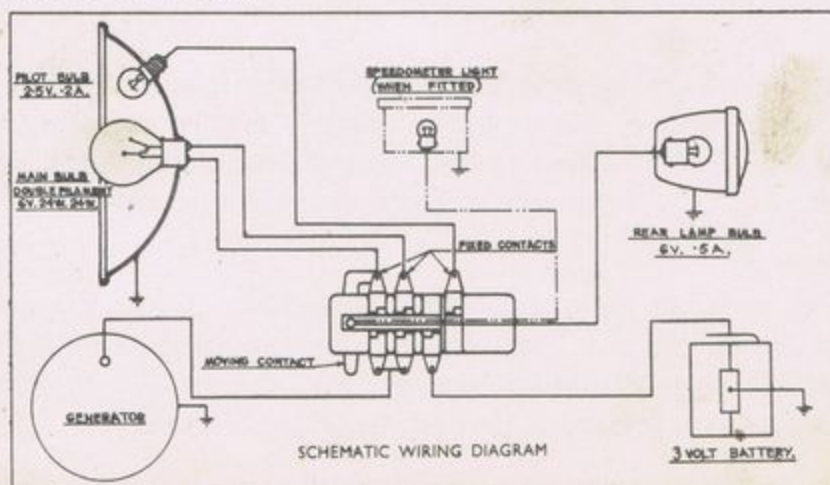 SPEEDOMETER LIGHT
(WHEN FITTED)
PILOT BULB
2·5V. ·2A.
MAIN BULB
DOUBLE FILAMENT
6V. 24W. 24W.
REAR LAMP BULB
6V. ·5A.
FIXED CONTACTS
MOVING CONTACT
GENERATOR
SCHEMATIC WIRING DIAGRAM
3 VOLT BATTERY.